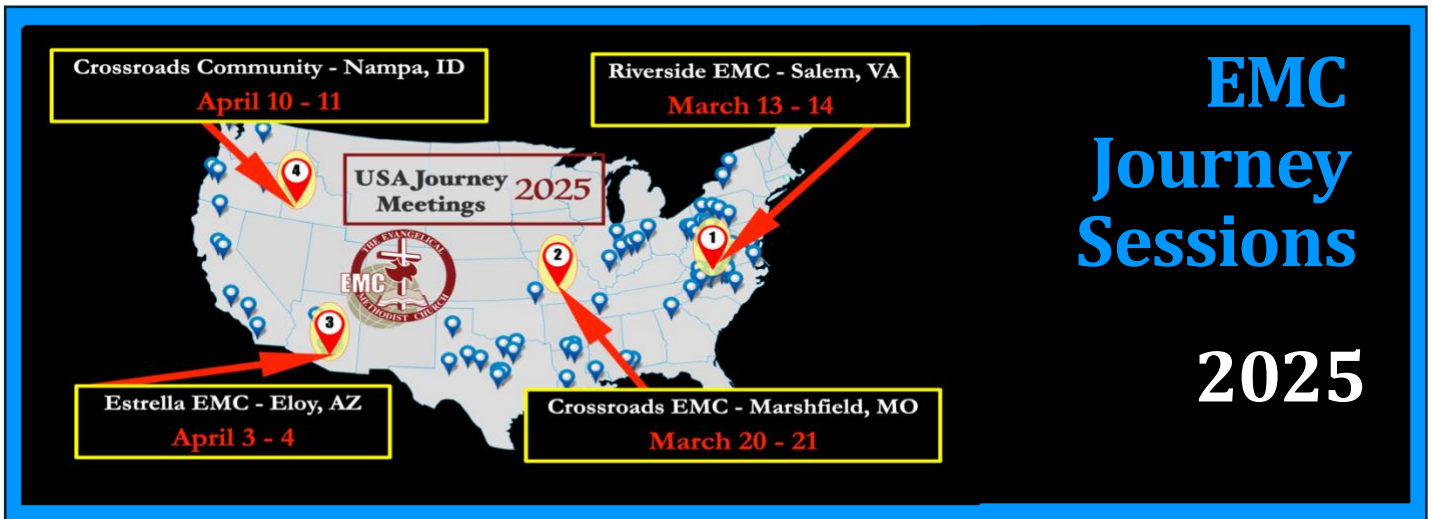 Crossroads Community - Nampa, ID
April 10 - 11
Riverside EMC - Salem, VA
March 13 - 14
EMC
Journey
Sessions
2025
USA Journey
Meetings
2025
4
1
2
3
THE EVANGELICAL
EMC
METHODIST CHURCH
Estrella EMC - Eloy, AZ
April 3 - 4
Crossroads EMC - Marshfield, MO
March 20 - 21